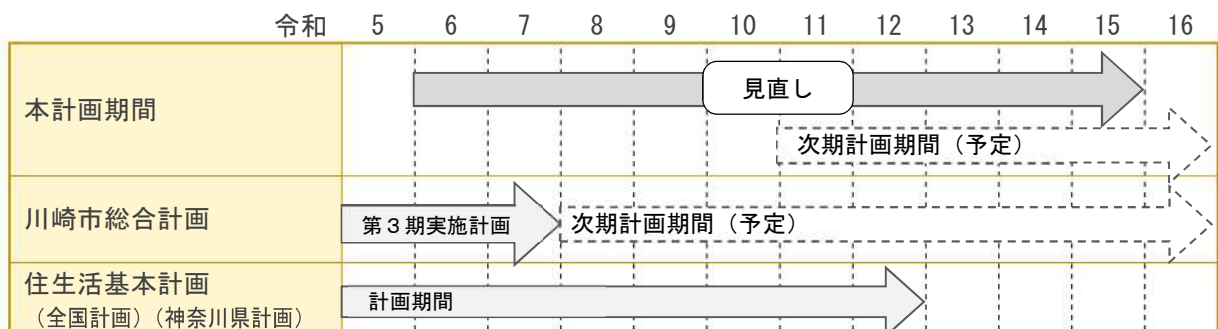 令和 5 6 7 8 9 10 11 12 13 14 15 16
本計画期間
見直し
次期計画期間（予定）
川崎市総合計画
第３期実施計画
次期計画期間（予定）
住生活基本計画
（全国計画）（神奈川県計画）
計画期間